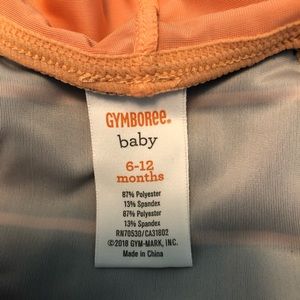 GYMBOREE®
baby
6-12
months
87% Polyester
13% Spandex
87% Polyester
13% Spandex
RN70530/CA31802
©2018 GYM-MARK, INC.
Made in China